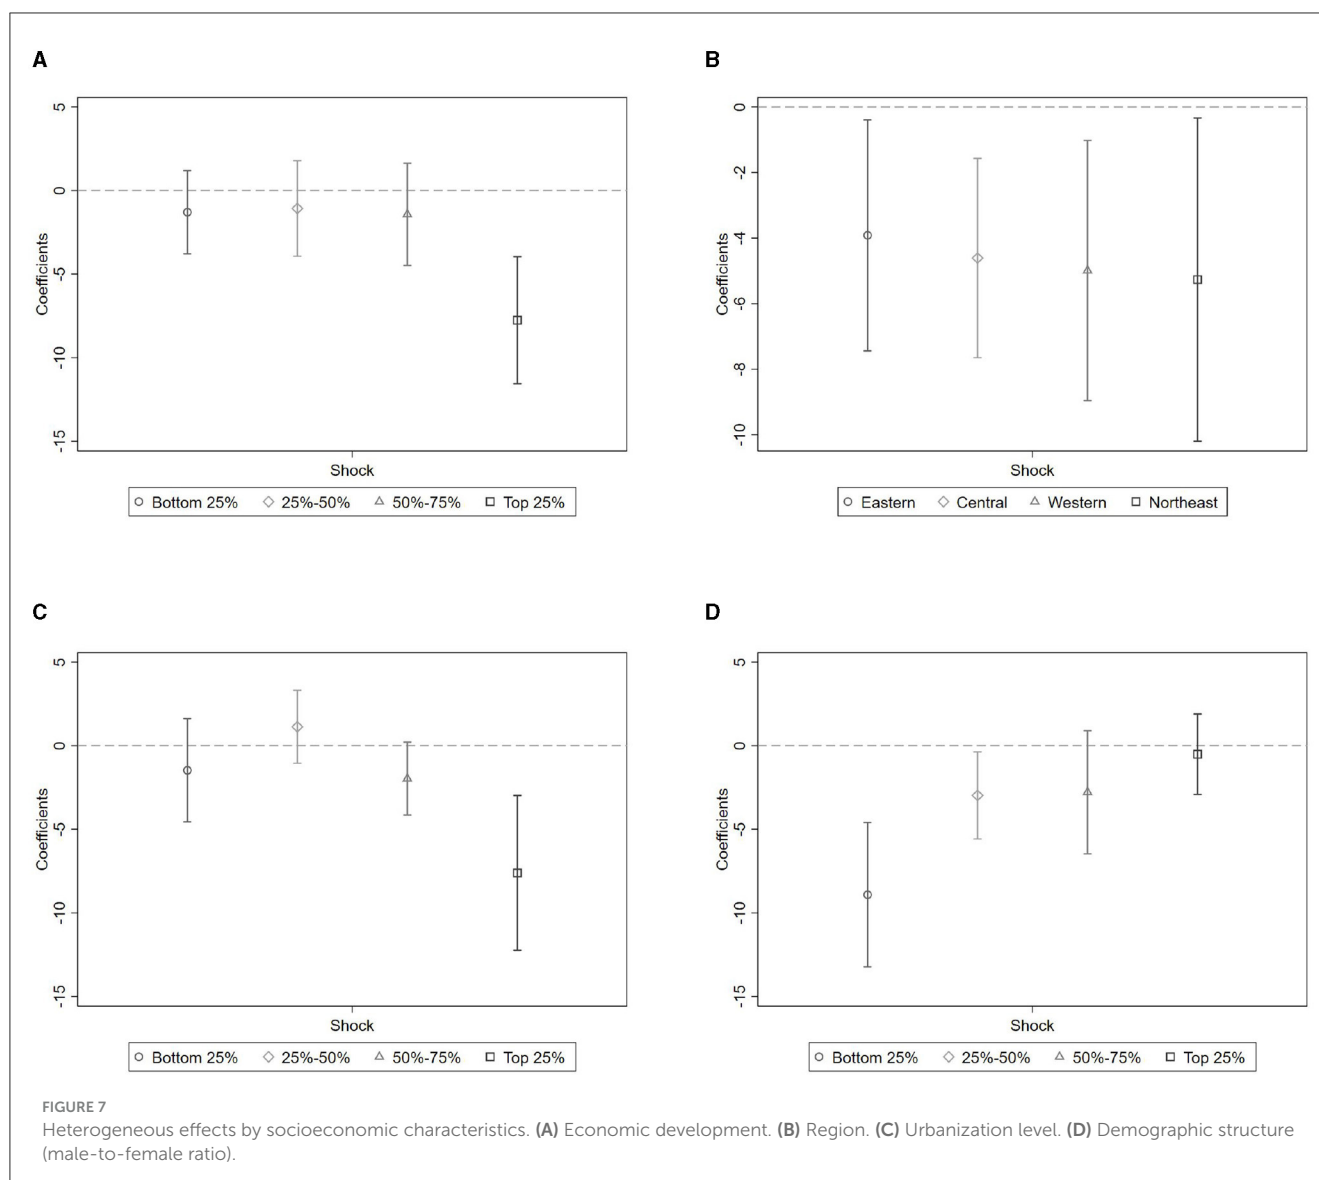 A
5
0
-5
-10
-15
Coefficients
Shock
Bottom 25% 25%-50% 50%-75% Top 25%
B
0
-2
-4
-6
-8
-10
Coefficients
Shock
Eastern Central Western Northeast
C
5
0
-5
-10
-15
Coefficients
Shock
Bottom 25% 25%-50% 50%-75% Top 25%
D
5
0
-5
-10
-15
Coefficients
Shock
Bottom 25% 25%-50% 50%-75% Top 25%
FIGURE 7
Heterogeneous effects by socioeconomic characteristics. (A) Economic development. (B) Region. (C) Urbanization level. (D) Demographic structure
(male-to-female ratio).